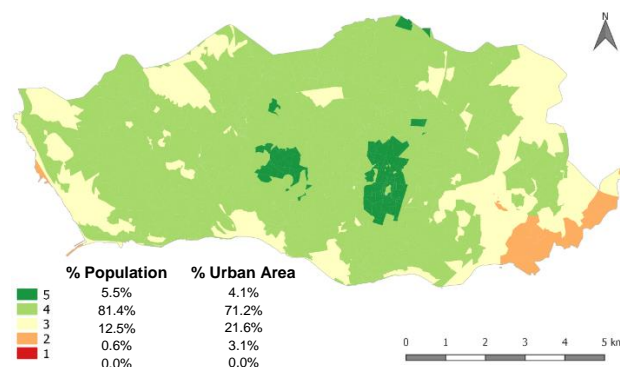 N
% Population % Urban Area
5 5.5% 4.1%
4 81.4% 71.2%
3 12.5% 21.6%
2 0.6% 3.1%
1 0.0% 0.0%
0 1 2 3 4 5 km